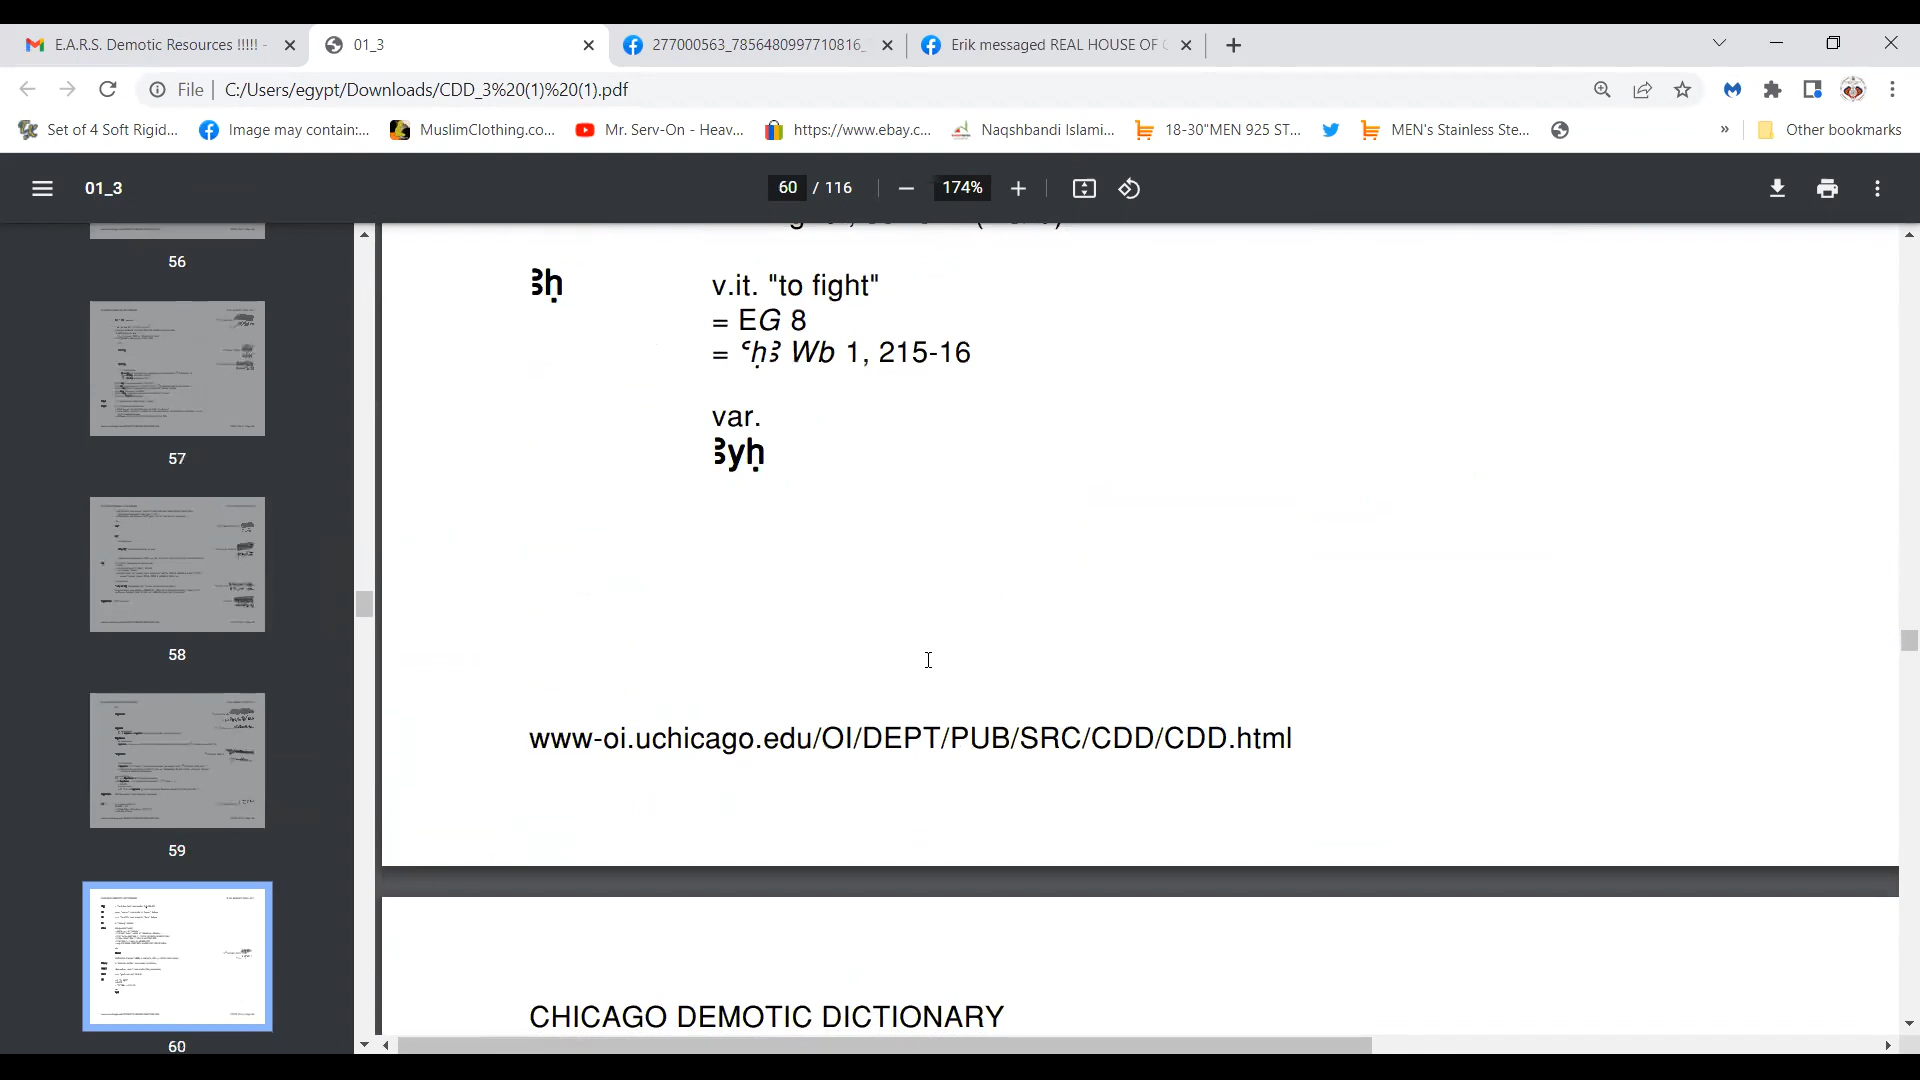 E.A.R.S. Demotic Resources !!!!! -
01_3
277000563_7856480997710816_
Erik messaged REAL HOUSE OF
File
C:/Users/egypt/Downloads/CDD_3%20(1)%20(1).pdf
Set of 4 Soft Rigid...
Image may contain:...
MuslimClothing.co...
Mr. Serv-On - Heav...
https://www.ebay.c...
Naqshbandi Islami...
18-30"MEN 925 ST...
MEN's Stainless Ste...
»
Other bookmarks
01_3
60 / 116
174%
56
57
58
59
60
ꜣḥ
v.it. "to fight"
= EG 8
= ꜥḥꜣ Wb 1, 215-16
var.
ꜣyḥ
www-oi.uchicago.edu/OI/DEPT/PUB/SRC/CDD/CDD.html
CHICAGO DEMOTIC DICTIONARY